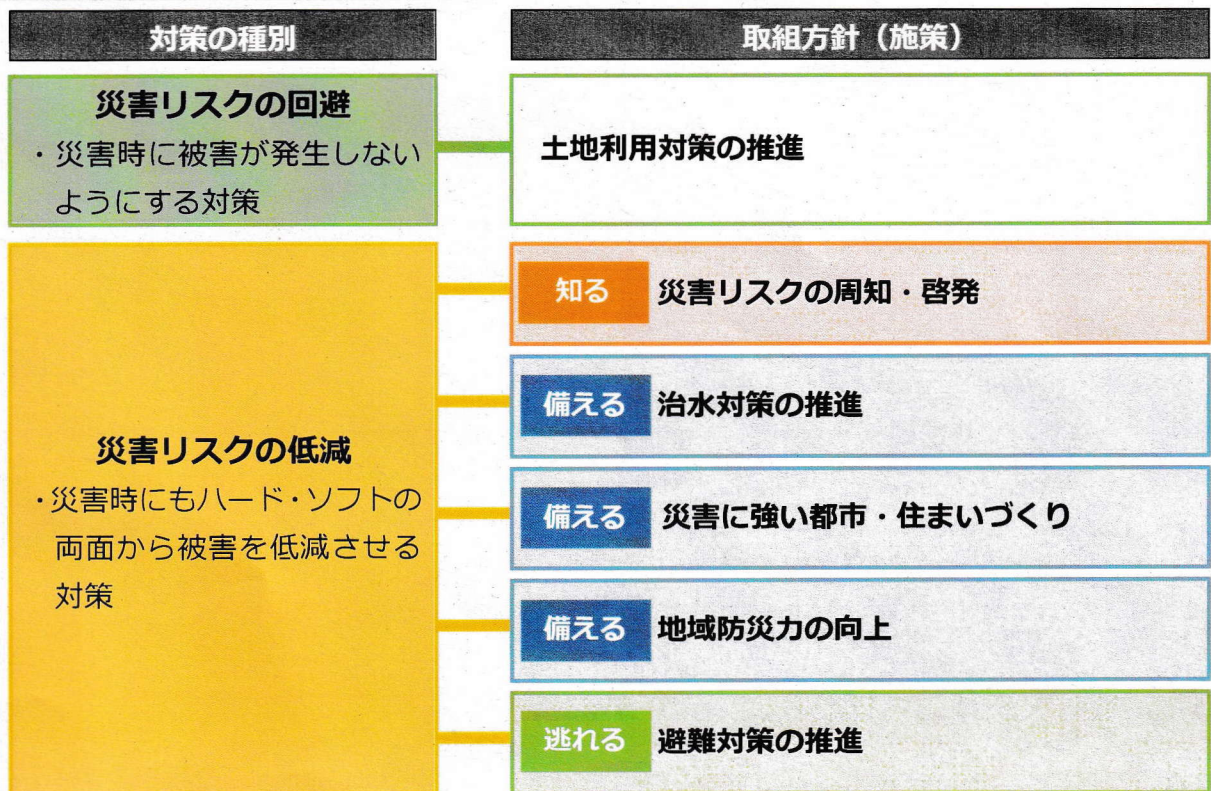 対策の種別
取組方針（施策）
災害リスクの回避
・災害時に被害が発生しない
ようにする対策
土地利用対策の推進
災害リスクの低減
・災害時にもハード・ソフトの
両面から被害を低減させる
対策
知る 災害リスクの周知・啓発
備える 治水対策の推進
備える 災害に強い都市・住まいづくり
備える 地域防災力の向上
逃れる 避難対策の推進